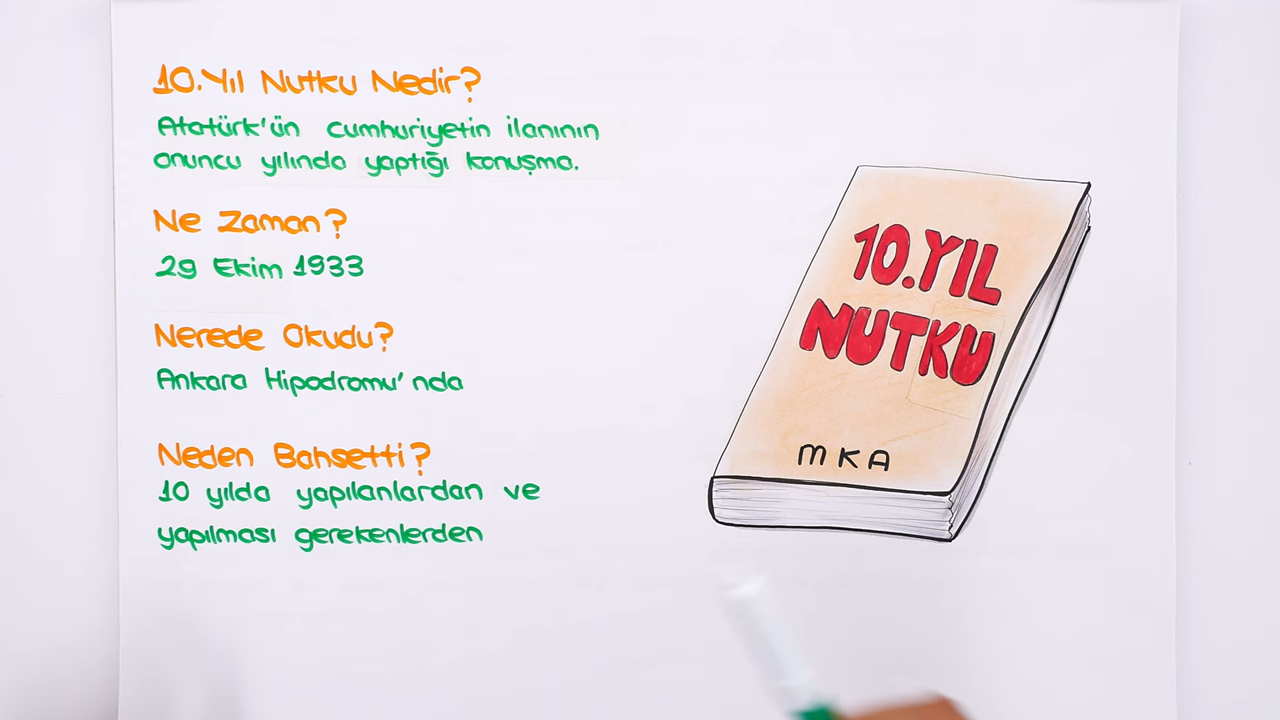 10.Yıl Nutku Nedir?
Atatürk'ün cumhuriyetin ilanının
onuncu yılında yaptığı konuşma.
Ne Zaman?
29 Ekim 1933
Nerede Okudu?
Ankara Hipodromu'nda
Neden Bahsetti?
10 yılda yapılanlardan ve
yapılması gerekenlerden
10.YIL
NUTKU
MKA